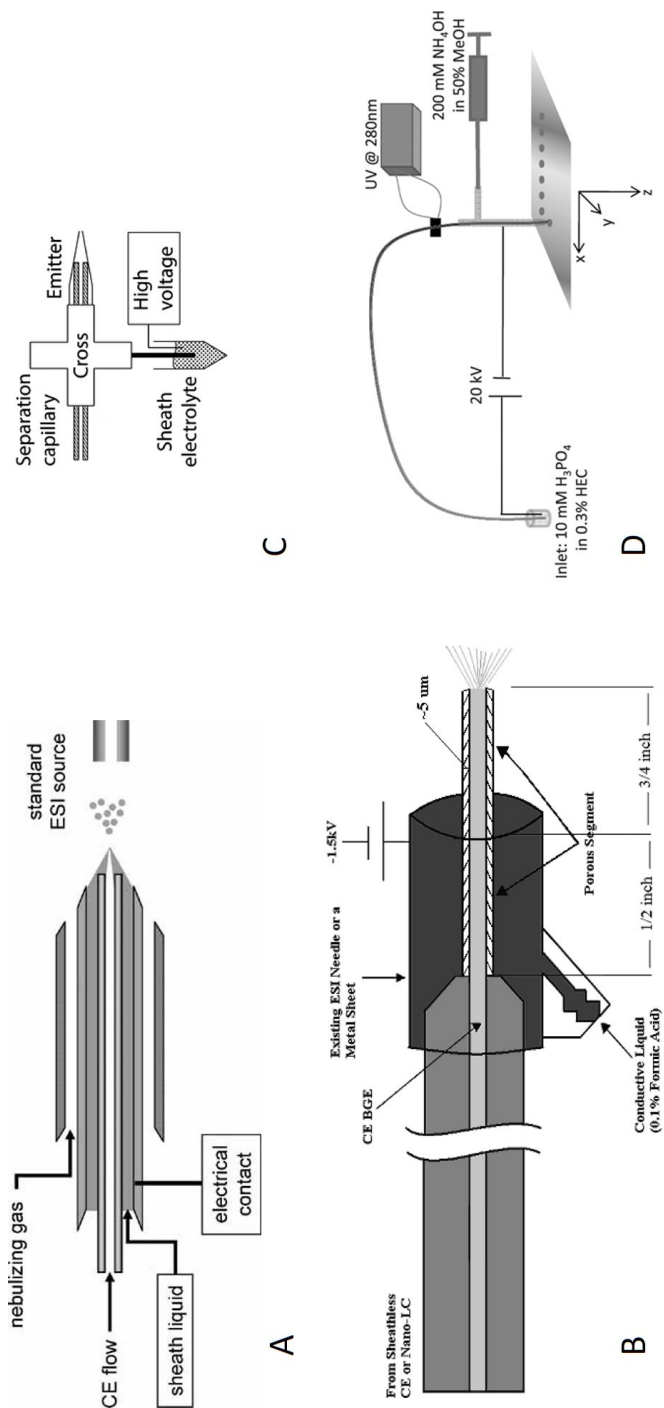 nebulizing gas
CE flow
sheath liquid
electrical
contact
standard
ESI source
A
From Sheathless
CE or Nano-LC
CE BGE
Existing ESI Needle or a
Metal Sheet
-1.5kV
~5 um
Porous Segment
Conductive Liquid
(0.1% Formic Acid)
1/2 inch
3/4 inch
B
Separation
capillary
Cross
Emitter
Sheath
electrolyte
High
voltage
C
Inlet: 10 mM H₃PO₄
in 0.3% HEC
20 kV
UV @ 280nm
200 mM NH₄OH
in 50% MeOH
x
y
z
D